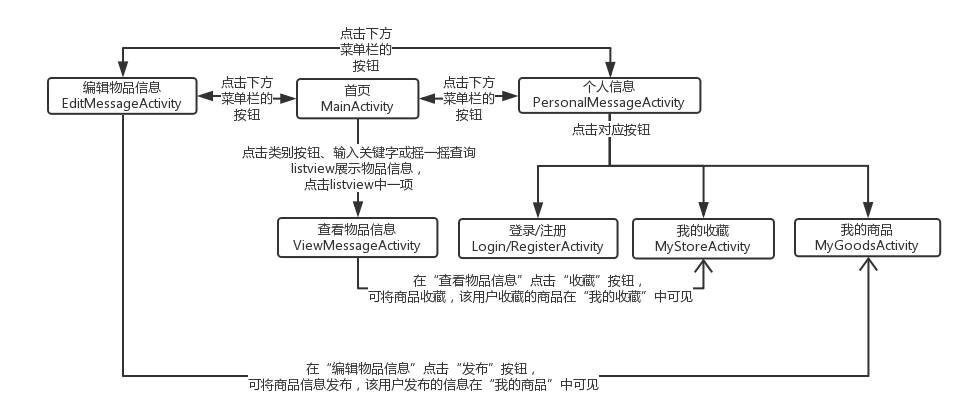 点击下方
菜单栏的
按钮
编辑物品信息
EditMessageActivity
点击下方
菜单栏的
按钮
首页
MainActivity
点击下方
菜单栏的
按钮
个人信息
PersonalMessageActivity
点击对应按钮
点击类别按钮、输入关键字或摇一摇查询
listview展示物品信息，
点击listview中一项
查看物品信息
ViewMessageActivity
登录/注册
Login/RegisterActivity
我的收藏
MyStoreActivity
我的商品
MyGoodsActivity
在“查看物品信息”点击“收藏”按钮，
可将商品收藏，该用户收藏的商品在“我的收藏”中可见
在“编辑物品信息”点击“发布”按钮，
可将商品信息发布，该用户发布的信息在“我的商品”中可见